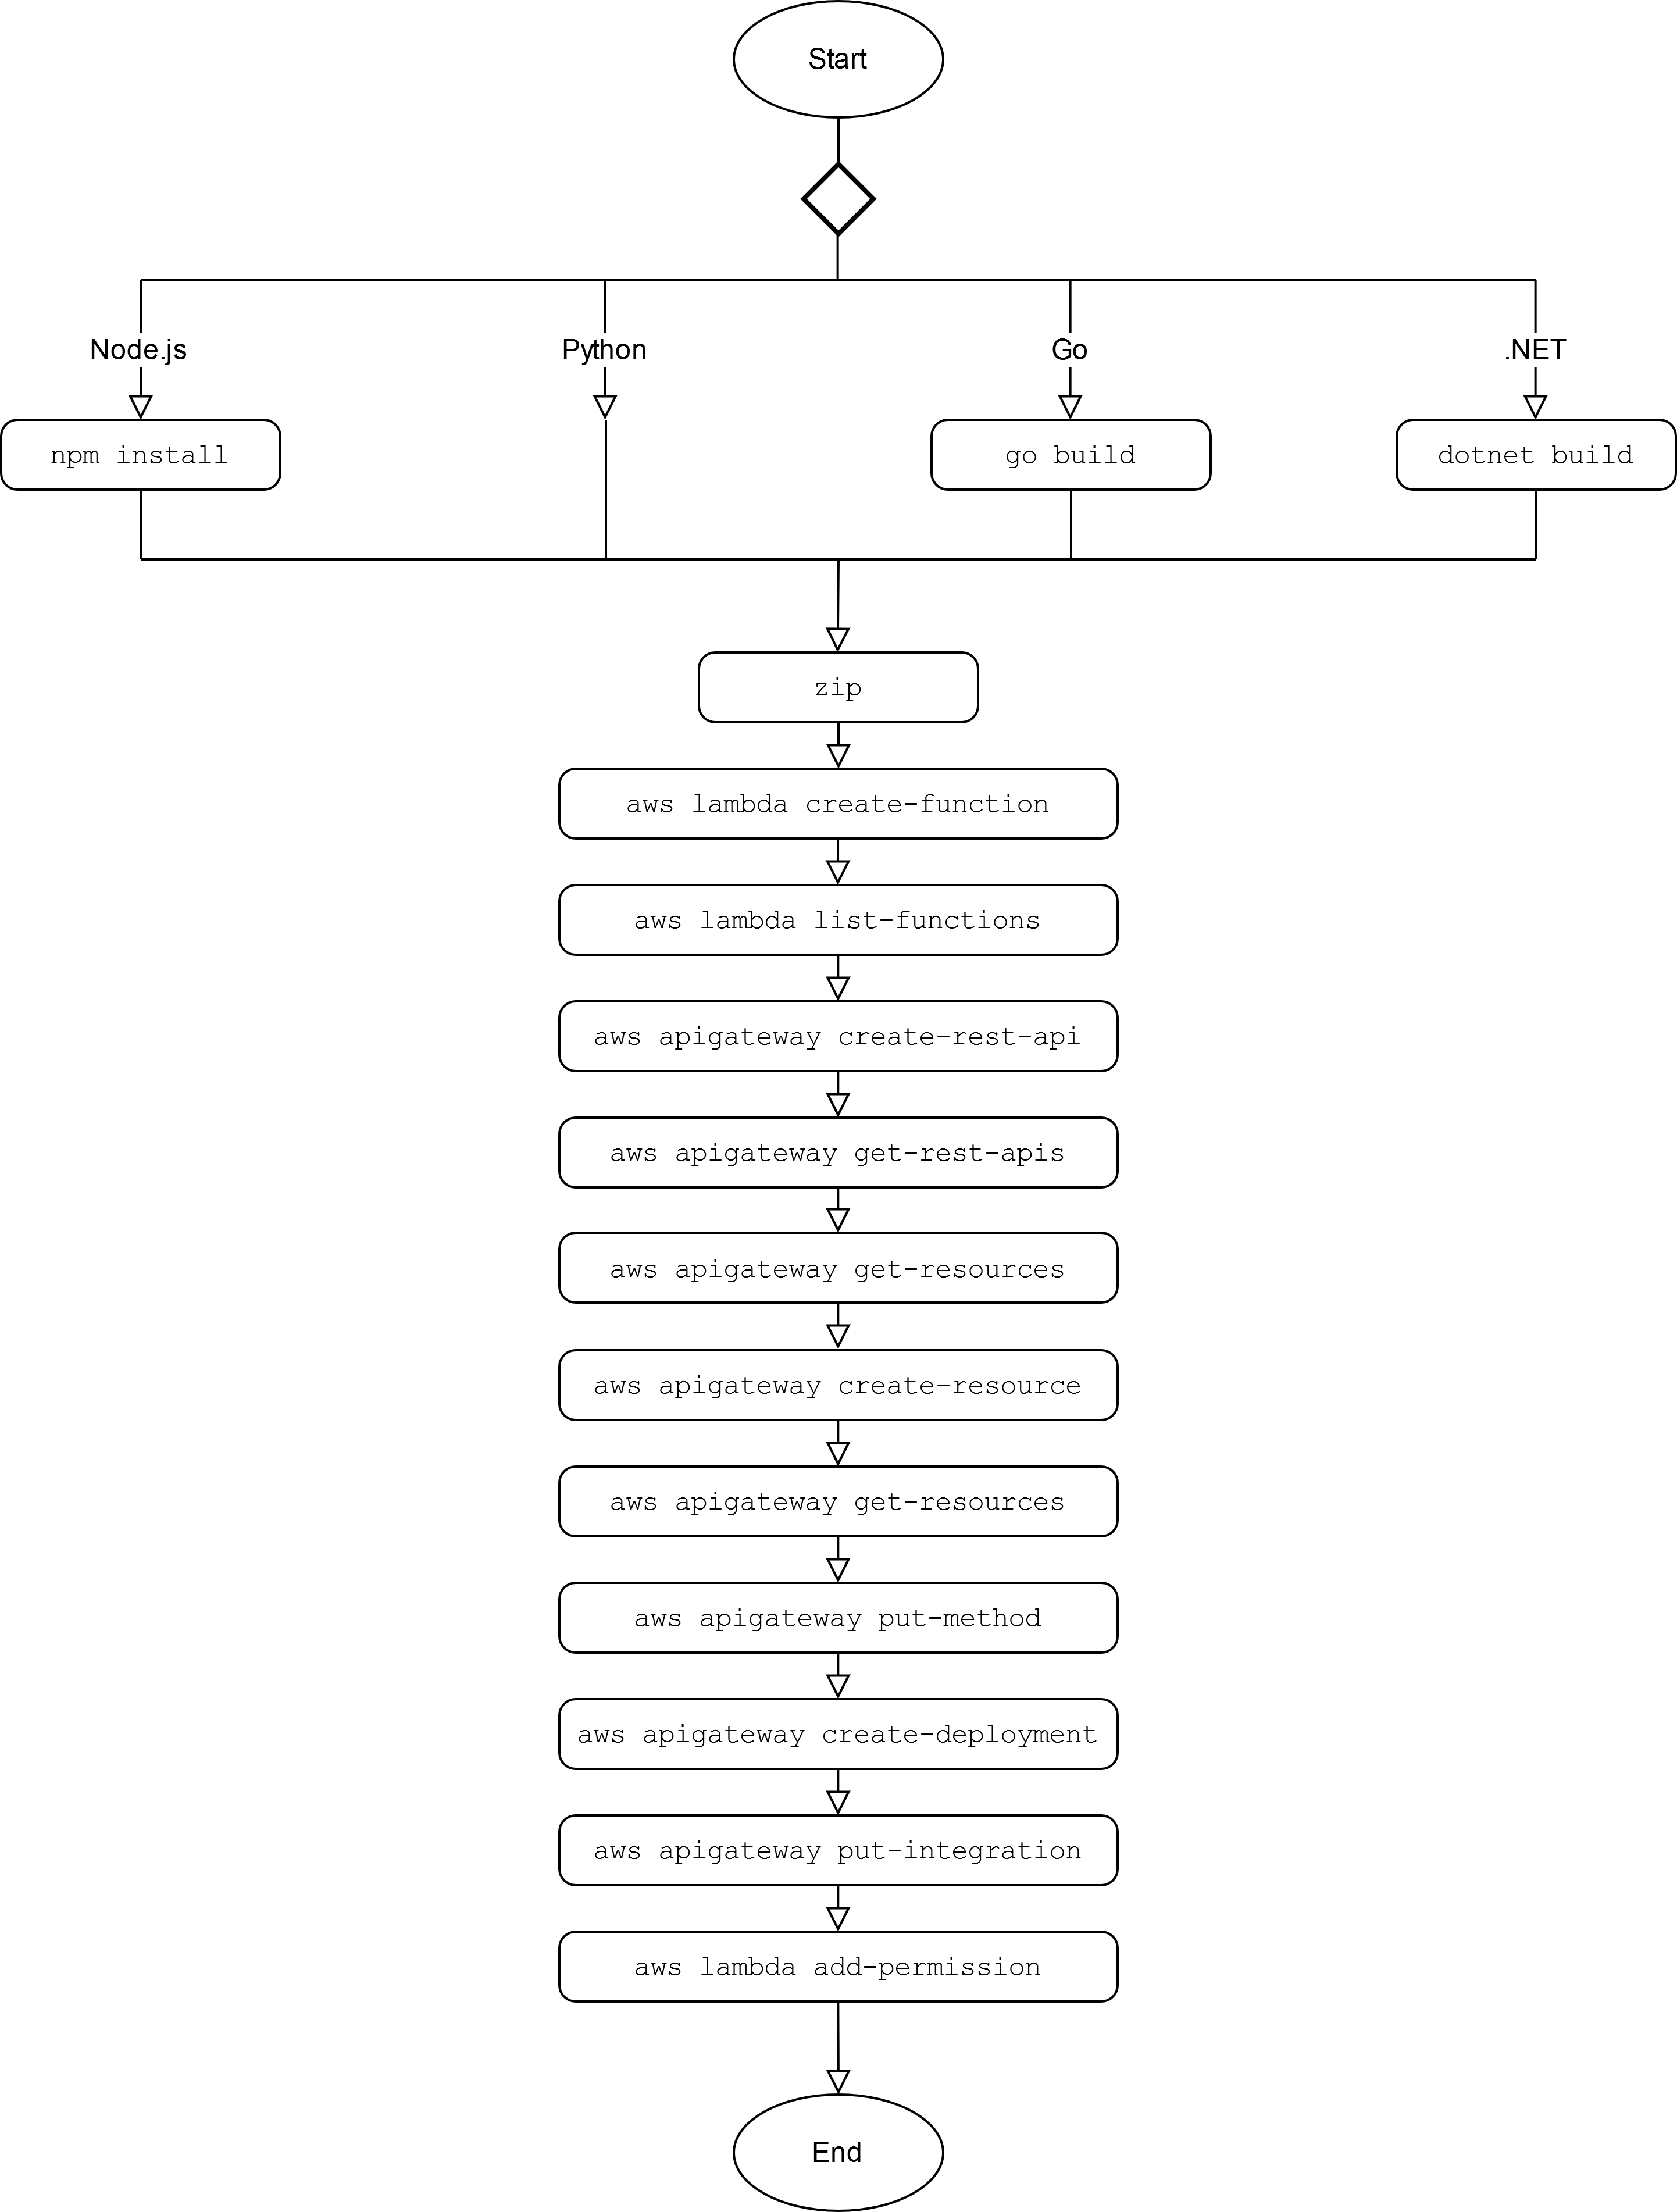 Start
Node.js
Python
Go
.NET
npm install
go build
dotnet build
zip
aws lambda create-function
aws lambda list-functions
aws apigateway create-rest-api
aws apigateway get-rest-apis
aws apigateway get-resources
aws apigateway create-resource
aws apigateway get-resources
aws apigateway put-method
aws apigateway create-deployment
aws apigateway put-integration
aws lambda add-permission
End